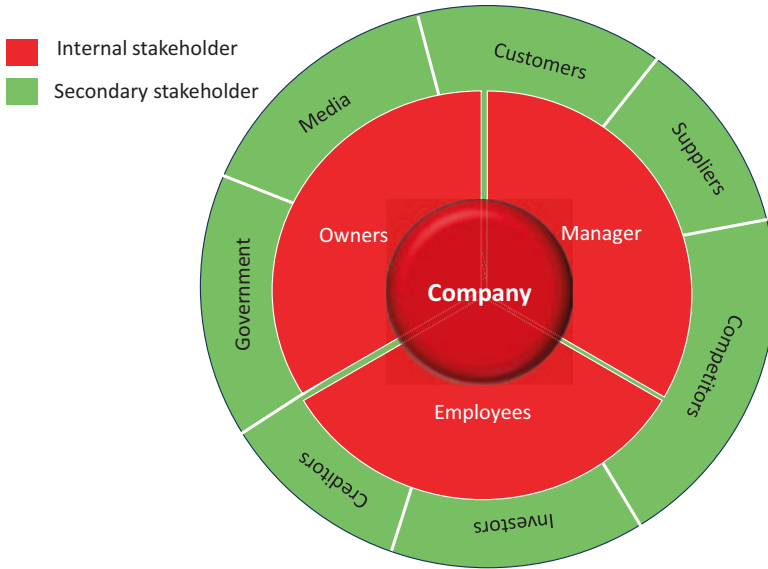 Internal stakeholder
Secondary stakeholder
Customers
Media
Suppliers
Owners
Manager
Government
Company
Competitors
Employees
Creditors
Investors